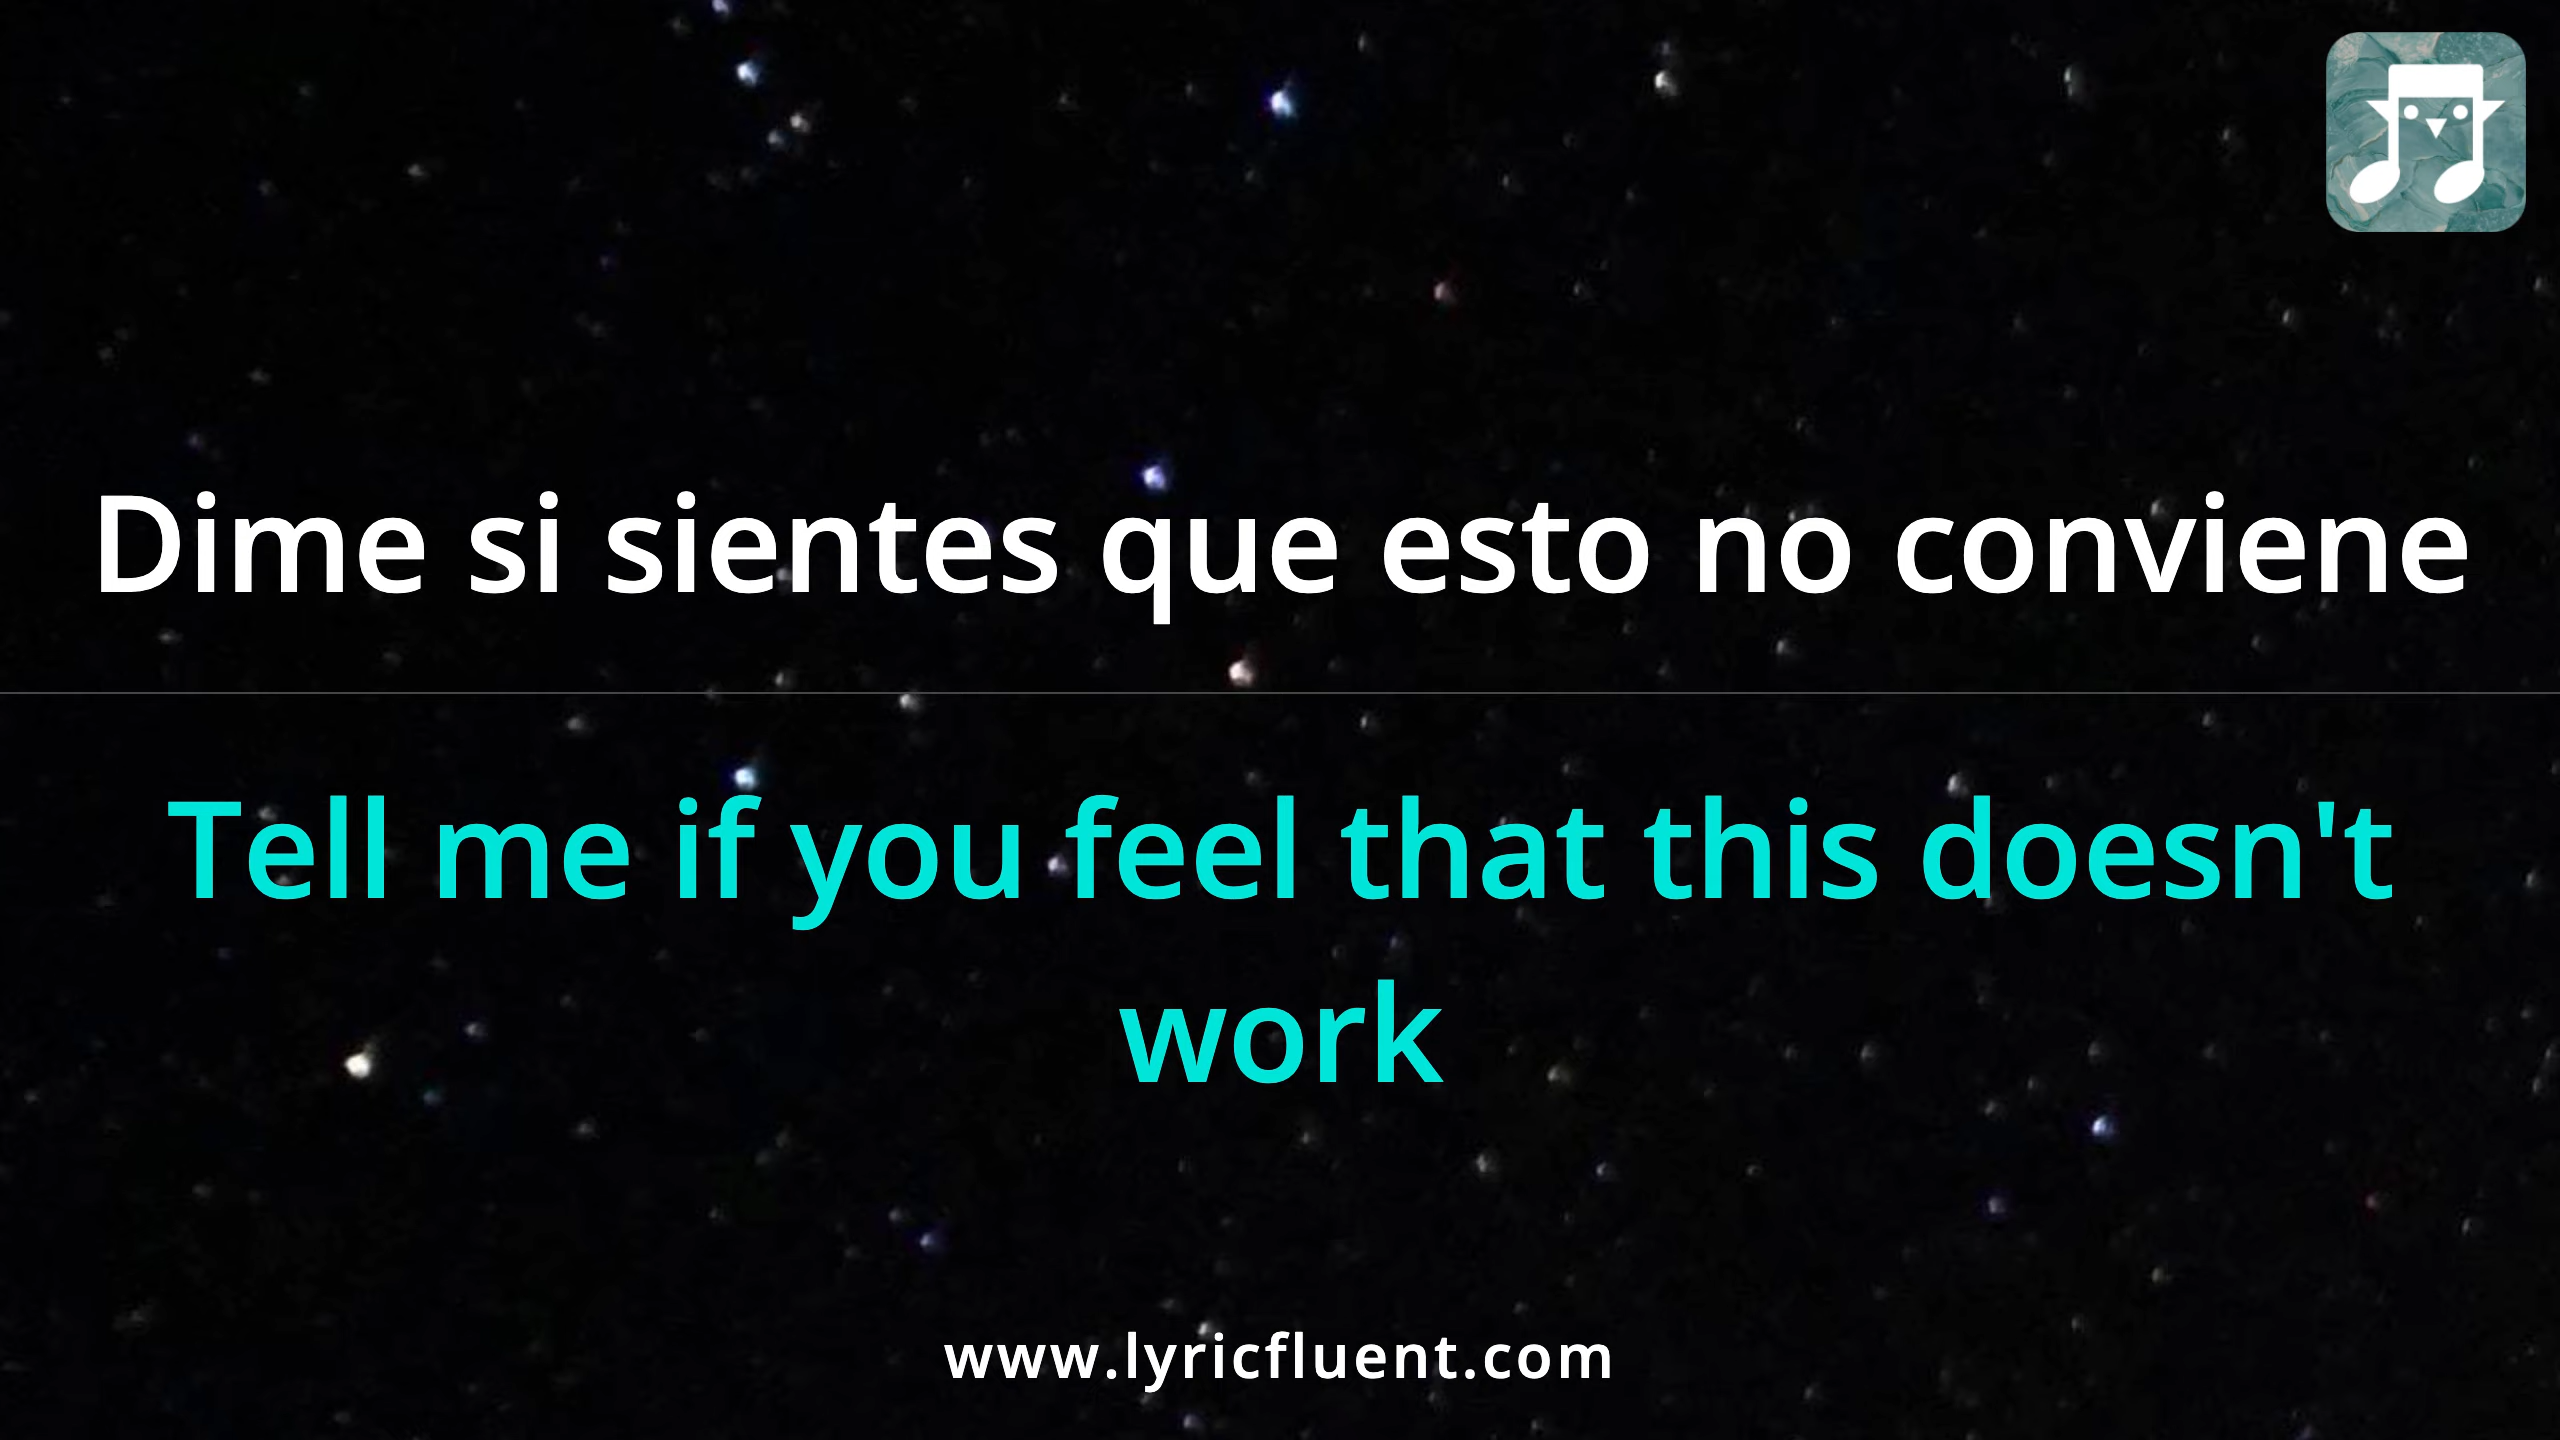 Dime si sientes que esto no conviene
Tell me if you feel that this doesn't
work
www.lyricfluent.com